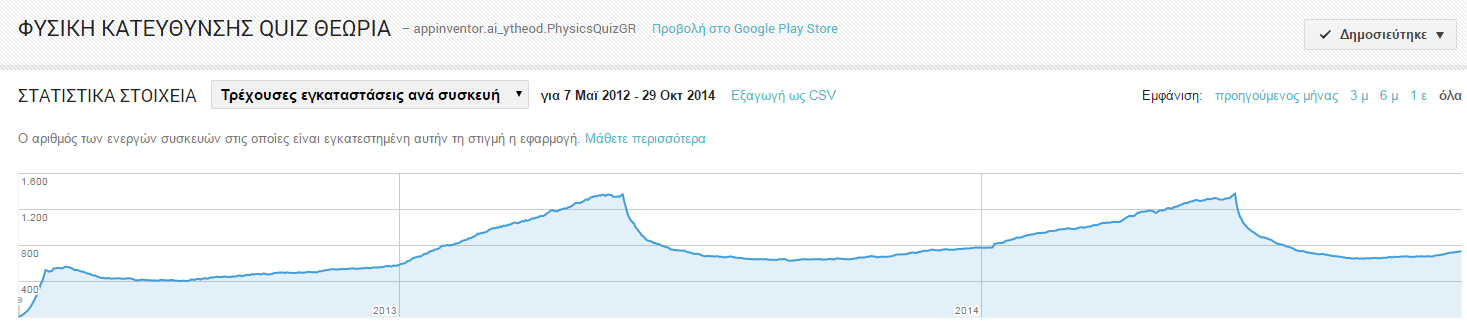 ΦΥΣΙΚΗ ΚΑΤΕΥΘΥΝΣΗΣ QUIZ ΘΕΩΡΙΑ – appinventor.ai_ytheod.PhysicsQuizGR Προβολή στο Google Play Store Δημοσιεύτηκε
ΣΤΑΤΙΣΤΙΚΑ ΣΤΟΙΧΕΙΑ Τρέχουσες εγκαταστάσεις ανά συσκευή για 7 Μαϊ 2012 - 29 Οκτ 2014 Εξαγωγή ως CSV Εμφάνιση: προηγούμενος μήνας 3 μ 6 μ 1 ε όλα
Ο αριθμός των ενεργών συσκευών στις οποίες είναι εγκατεστημένη αυτήν τη στιγμή η εφαρμογή. Μάθετε περισσότερα
1.600
1.200
800
400
2013 2014